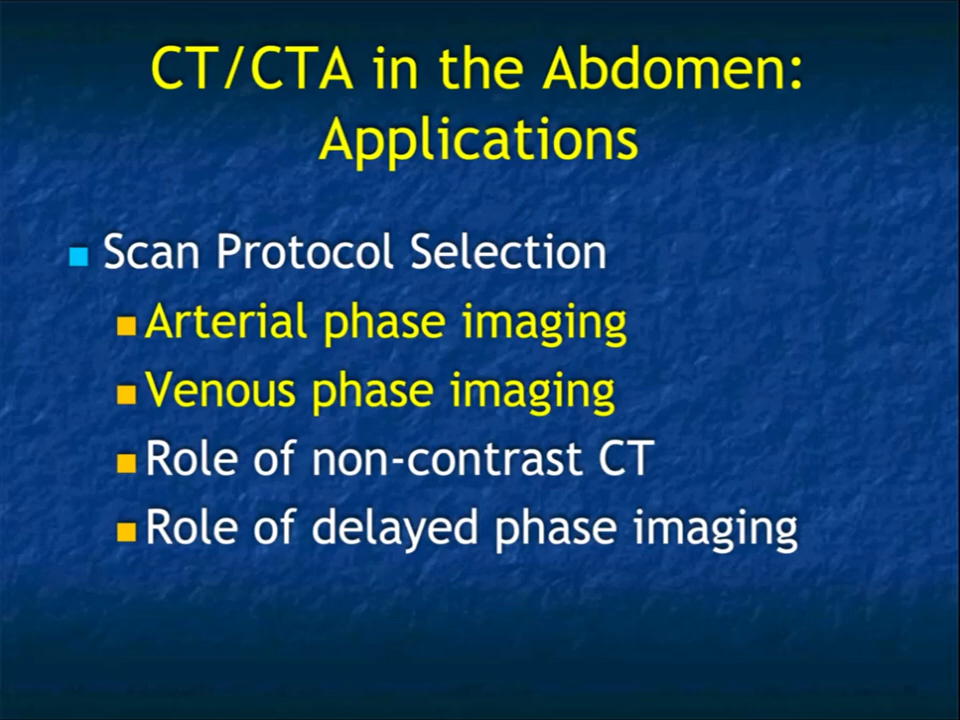 CT/CTA in the Abdomen:
Applications
Scan Protocol Selection
Arterial phase imaging
Venous phase imaging
Role of non-contrast CT
Role of delayed phase imaging